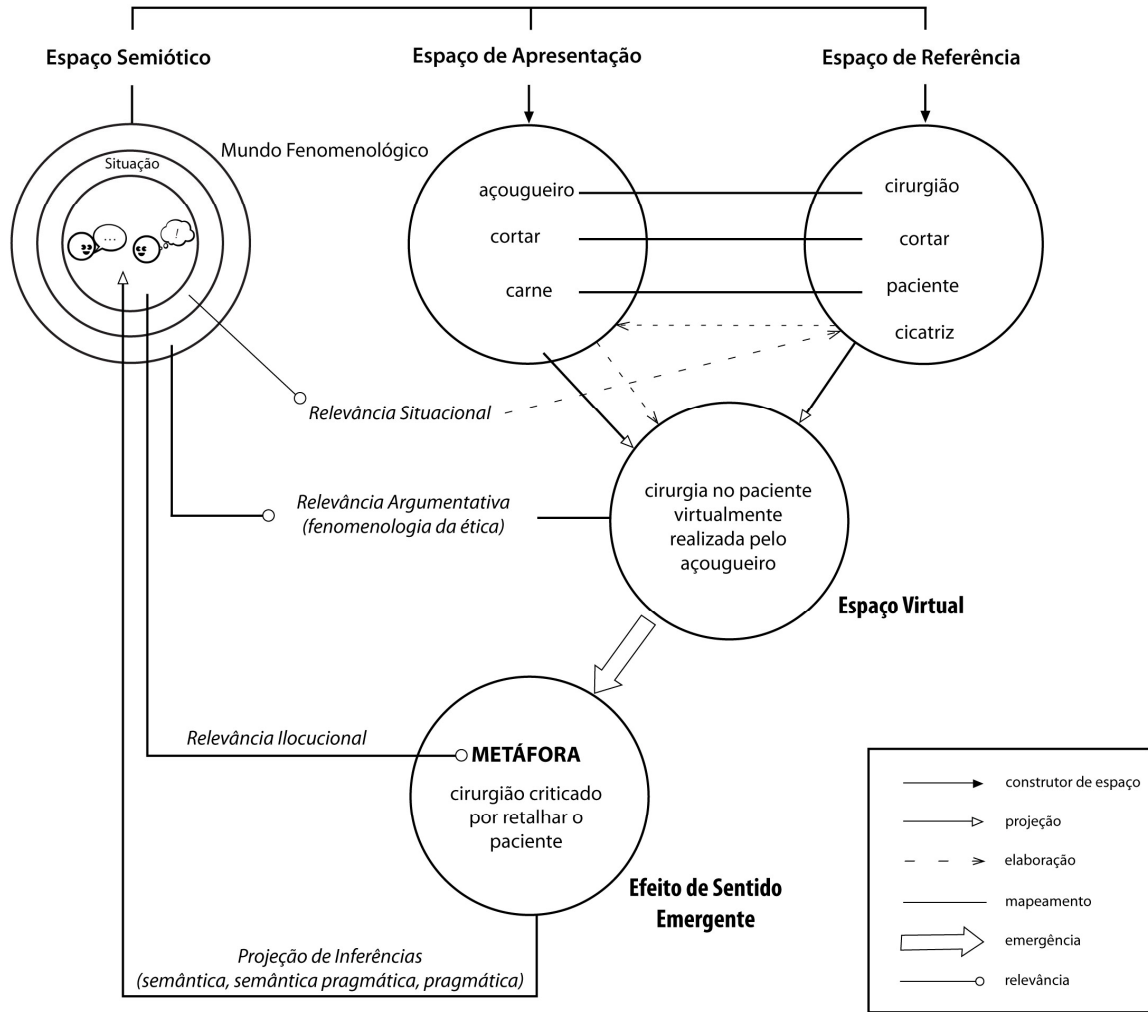 Espaço Semiótico
Espaço de Apresentação
Espaço de Referência
Mundo Fenomenológico
Situação
...
!
açougueiro
cirurgião
cortar
cortar
carne
paciente
cicatriz
Relevância Situacional
Relevância Argumentativa
(fenomenologia da ética)
cirurgia no paciente
virtualmente
realizada pelo
açougueiro
Espaço Virtual
Relevância Ilocucional
METÁFORA
cirurgião criticado
por retalhar o
paciente
Efeito de Sentido
Emergente
Projeção de Inferências
(semântica, semântica pragmática, pragmática)
construtor de espaço
projeção
elaboração
mapeamento
emergência
relevância